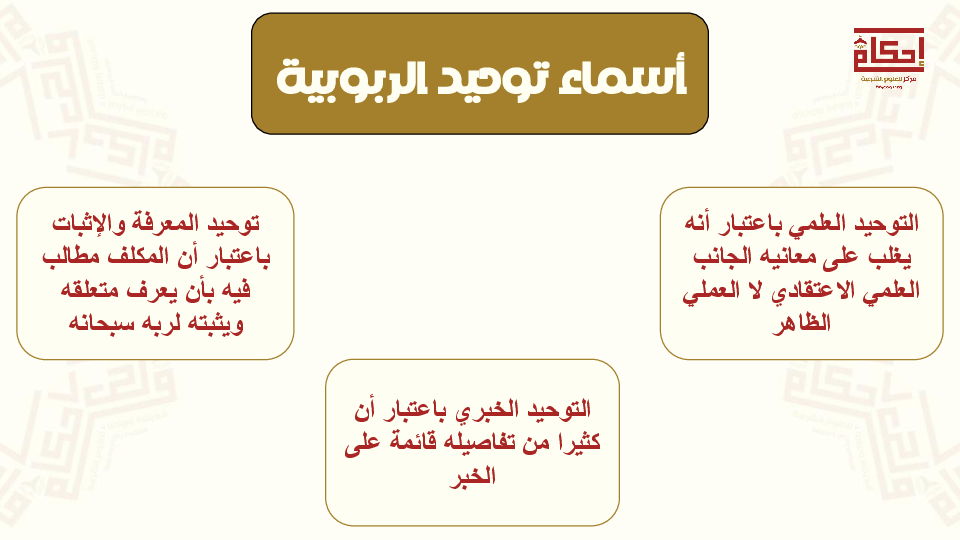 أسماء توحيد الربوبية
إحكام
مركز للعلوم الشرعية
التوحيد العلمي باعتبار أنه
يغلب على معانيه الجانب
العلمي الاعتقادي لا العملي
الظاهر
توحيد المعرفة والإثبات
باعتبار أن المكلف مطالب
فيه بأن يعرف متعلقه
ويثبته لربه سبحانه
التوحيد الخبري باعتبار أن
كثيرا من تفاصيله قائمة على
الخبر